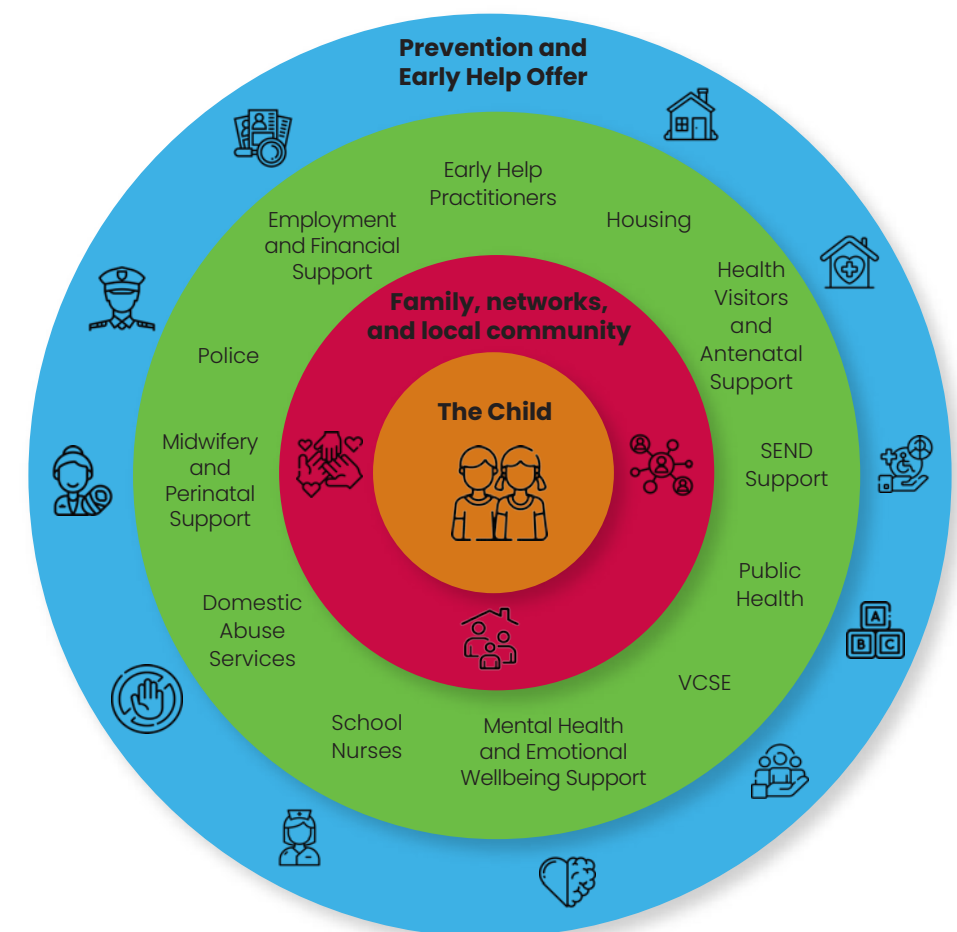 Prevention and
Early Help Offer
Early Help
Practitioners
Housing
Health
Visitors
and
Antenatal
Support
SEND
Support
Public
Health
VCSE
Mental Health
and Emotional
Wellbeing Support
School
Nurses
Domestic
Abuse
Services
Midwifery
and
Perinatal
Support
Police
Employment
and Financial
Support
Family, networks,
and local community
The Child
A
B
C